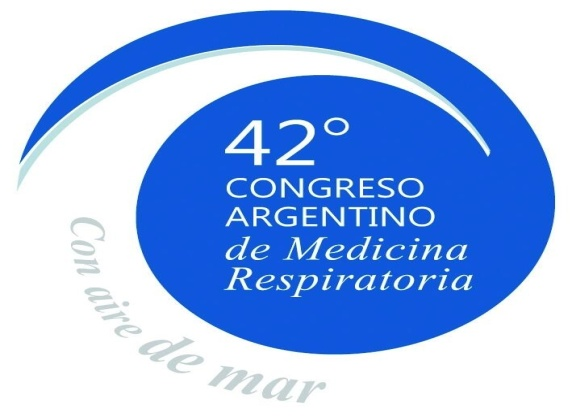 42°
CONGRESO
ARGENTINO
de Medicina
Respiratoria
Con aire de mar